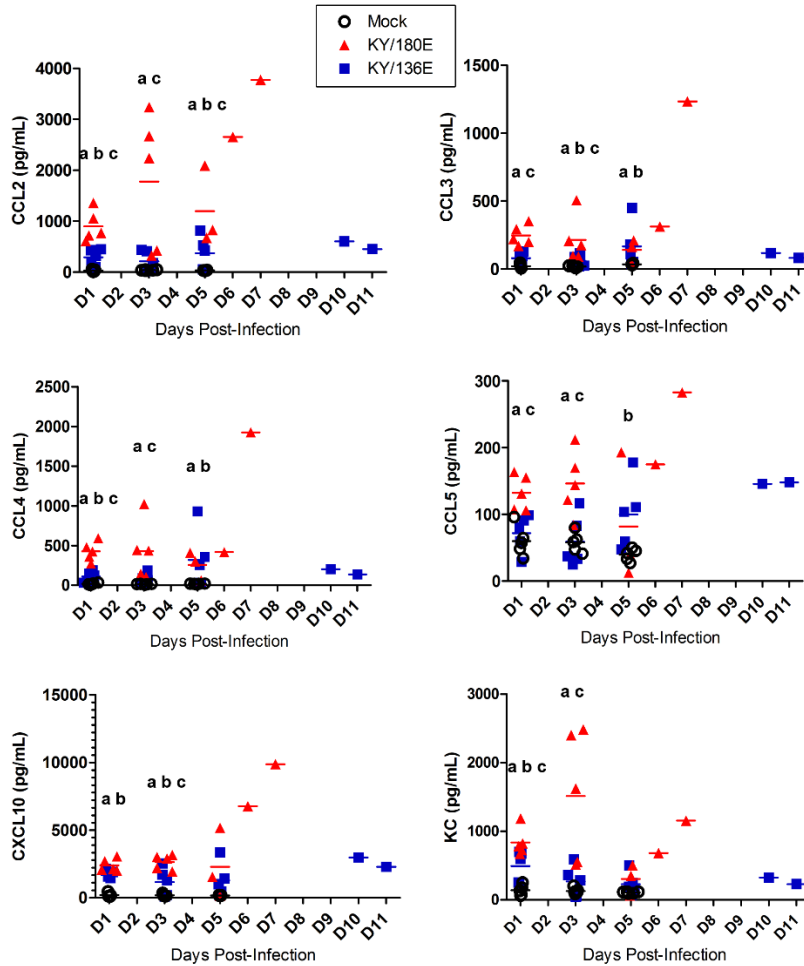 Mock
KY/180E
KY/136E
CCL2 (pg/mL)
4000
3000
2000
1000
0
a b c
a c
a b c
D1 D2 D3 D4 D5 D6 D7 D8 D9 D10 D11
Days Post-Infection
CCL3 (pg/mL)
1500
1000
500
0
a c
a b c
a b
D1 D2 D3 D4 D5 D6 D7 D8 D9 D10 D11
Days Post-Infection
CCL4 (pg/mL)
2500
2000
1500
1000
500
0
a b c
a c
a b
D1 D2 D3 D4 D5 D6 D7 D8 D9 D10 D11
Days Post-Infection
CCL5 (pg/mL)
300
200
100
0
a c
a c
b
D1 D2 D3 D4 D5 D6 D7 D8 D9 D10 D11
Days Post-Infection
CXCL10 (pg/mL)
15000
10000
5000
0
a b
a b c
D1 D2 D3 D4 D5 D6 D7 D8 D9 D10 D11
Days Post-Infection
KC (pg/mL)
3000
2000
1000
0
a b c
a c
D1 D2 D3 D4 D5 D6 D7 D8 D9 D10 D11
Days Post-Infection